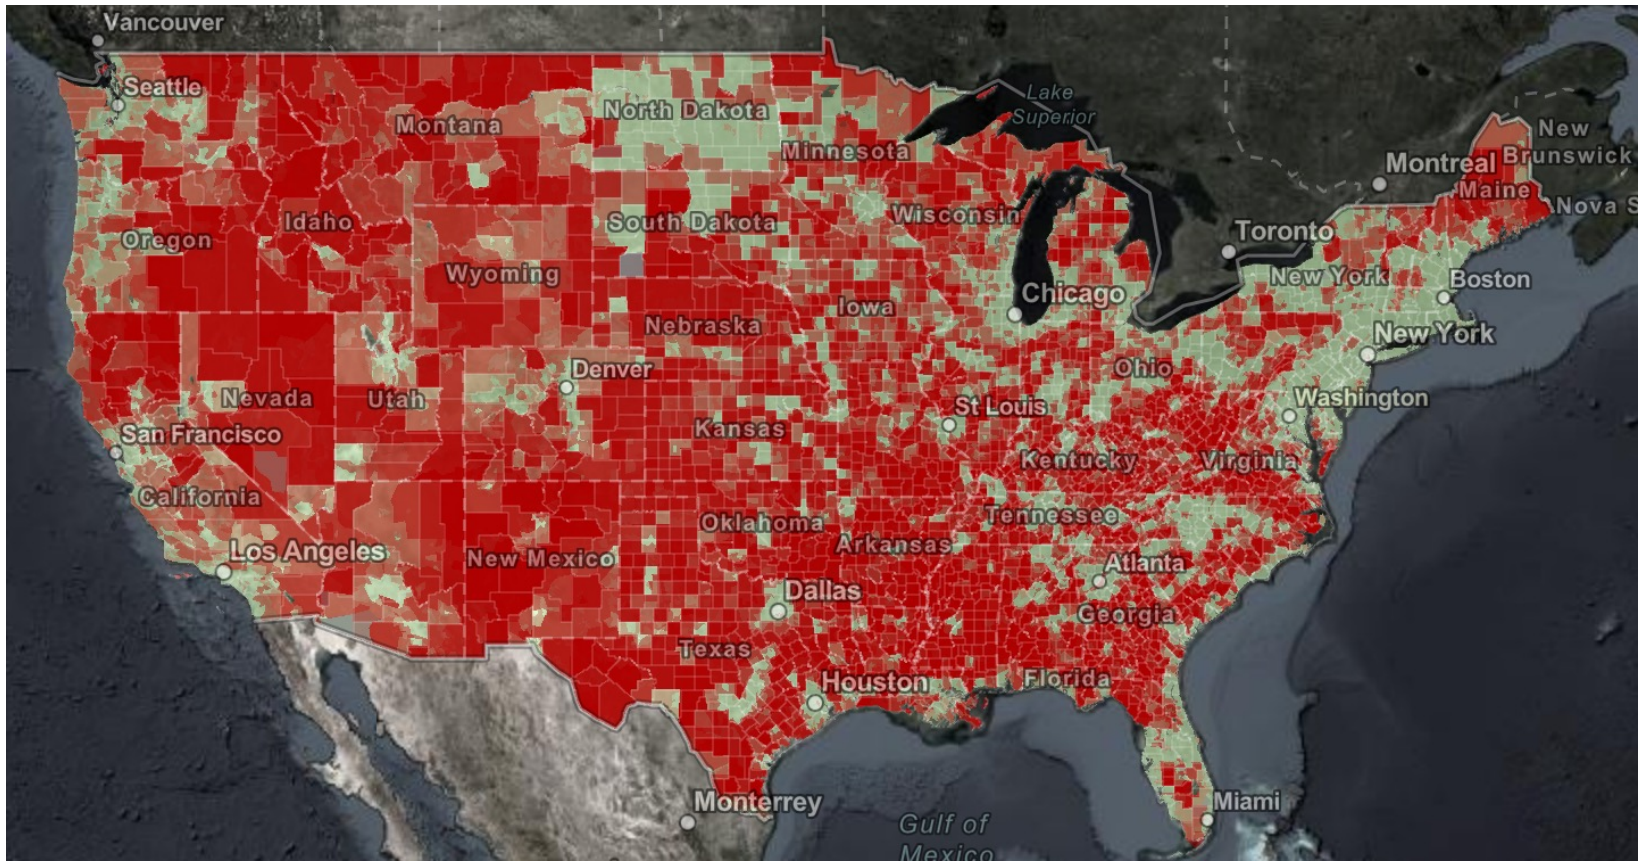 Vancouver
Seattle
Montana
North Dakota
Lake
Superior
Minnesota
Montreal
New
Brunswick
Maine
Nova S
Idaho
Oregon
South Dakota
Wisconsin
Toronto
Wyoming
New York
Boston
Iowa
Chicago
Nebraska
New York
Ohio
Denver
Nevada
Utah
St Louis
Washington
San Francisco
Kansas
Kentucky
Virginia
California
Oklahoma
Tennessee
Arkansas
Los Angeles
New Mexico
Atlanta
Dallas
Georgia
Texas
Houston
Florida
Monterrey
Miami
Gulf of
Mexico